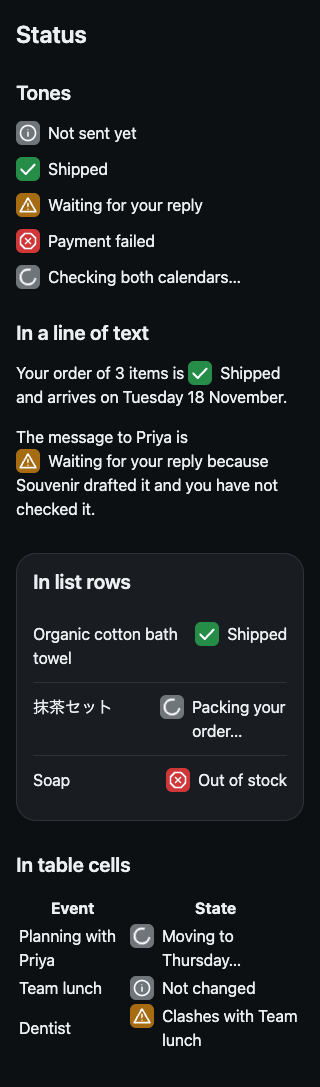 Status
Tones
Not sent yet
Shipped
Waiting for your reply
Payment failed
Checking both calendars...
In a line of text
Your order of 3 items is Shipped
and arrives on Tuesday 18 November.
The message to Priya is
Waiting for your reply because
Souvenir drafted it and you have not
checked it.
In list rows
Organic cotton bath
towel
Shipped
抹茶セット
Packing your
order...
Soap
Out of stock
In table cells
Event
State
Planning with
Priya
Moving to
Thursday...
Team lunch
Not changed
Dentist
Clashes with Team
lunch